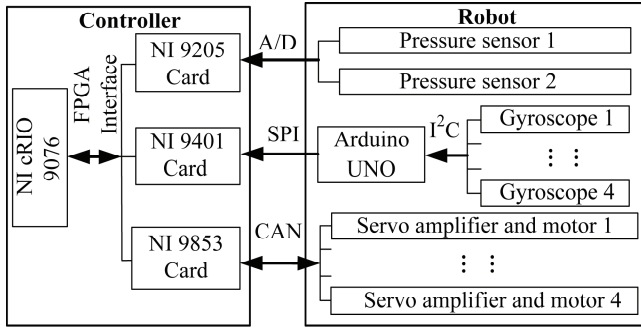 Controller
NI cRIO
9076
FPGA
Interface
NI 9205
Card
NI 9401
Card
NI 9853
Card
A/D
SPI
CAN
Robot
Pressure sensor 1
Pressure sensor 2
Arduino
UNO
I²C
Gyroscope 1
⋮ ⋮
Gyroscope 4
Servo amplifier and motor 1
⋮ ⋮
Servo amplifier and motor 4